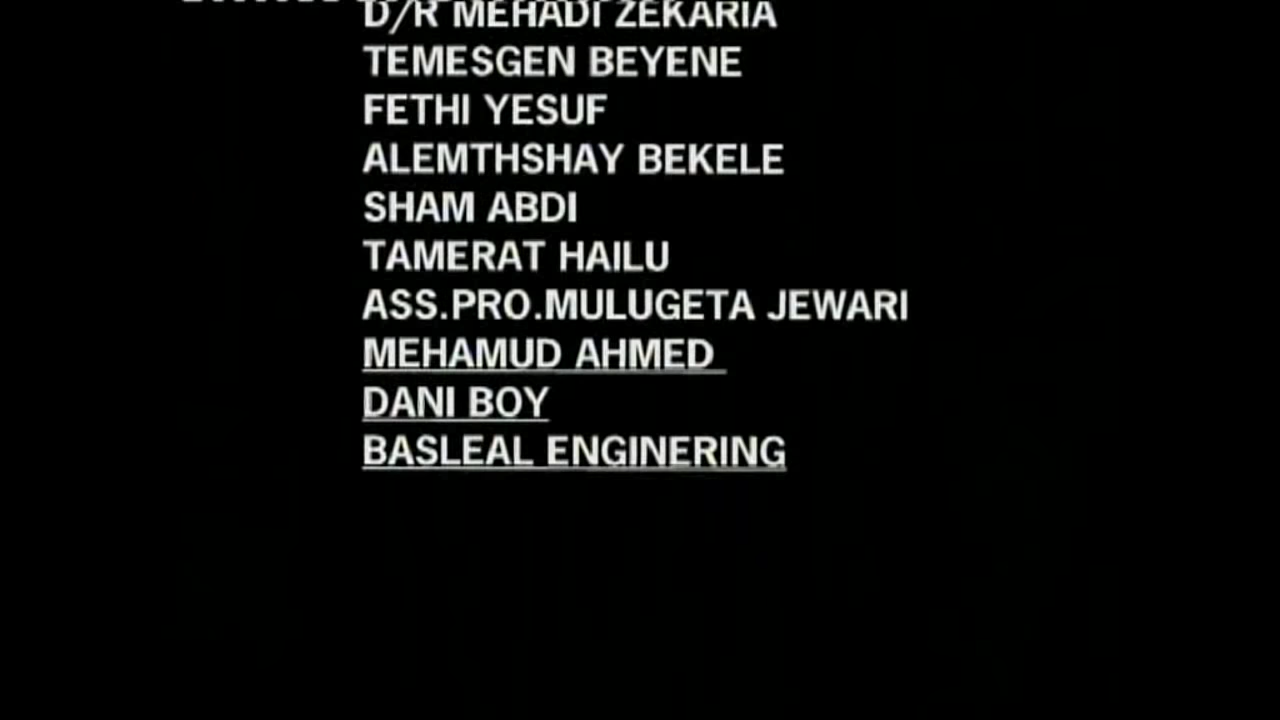 D/R MEHADI ZEKARIA
TEMESGEN BEYENE
FETHI YESUF
ALEMTHSHAY BEKELE
SHAM ABDI
TAMERAT HAILU
ASS.PRO.MULUGETA JEWARI
MEHAMUD AHMED
DANI BOY
BASLEAL ENGINERING